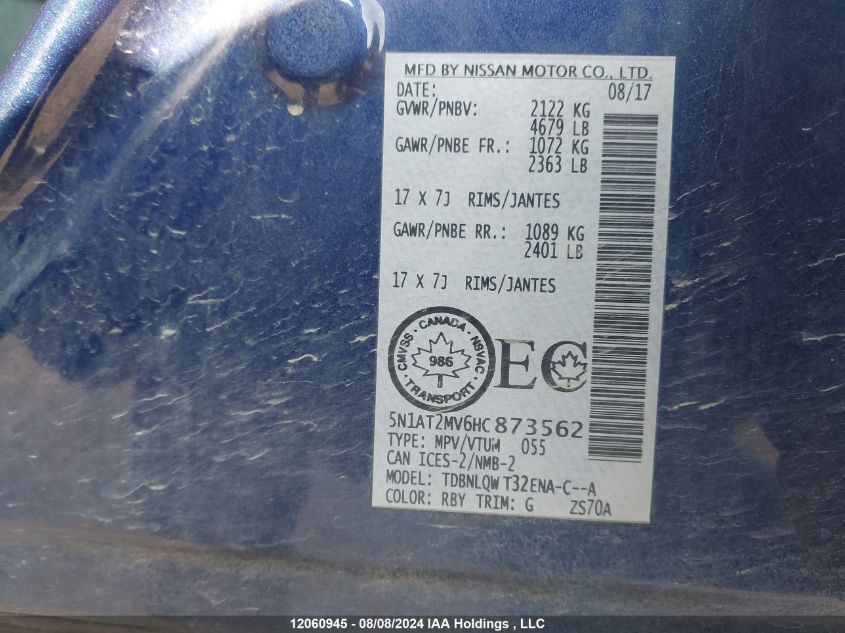 MFD BY NISSAN MOTOR CO., LTD.
DATE: 08/17
GVWR/PNBV: 2122 KG
4679 LB
GAWR/PNBE FR.: 1072 KG
2363 LB
17 X 7J RIMS/JANTES
GAWR/PNBE RR.: 1089 KG
2401 LB
17 X 7J RIMS/JANTES
CMVSS · CANADA · NSVAC · TRANSPORT ·
986
EC
5N1AT2MV6HC 873562
TYPE: MPV/VTUM 055
CAN ICES-2/NMB-2
MODEL: TDBNLQW T32ENA-C--A
COLOR: RBY TRIM: G ZS70A
12060945 - 08/08/2024 IAA Holdings , LLC